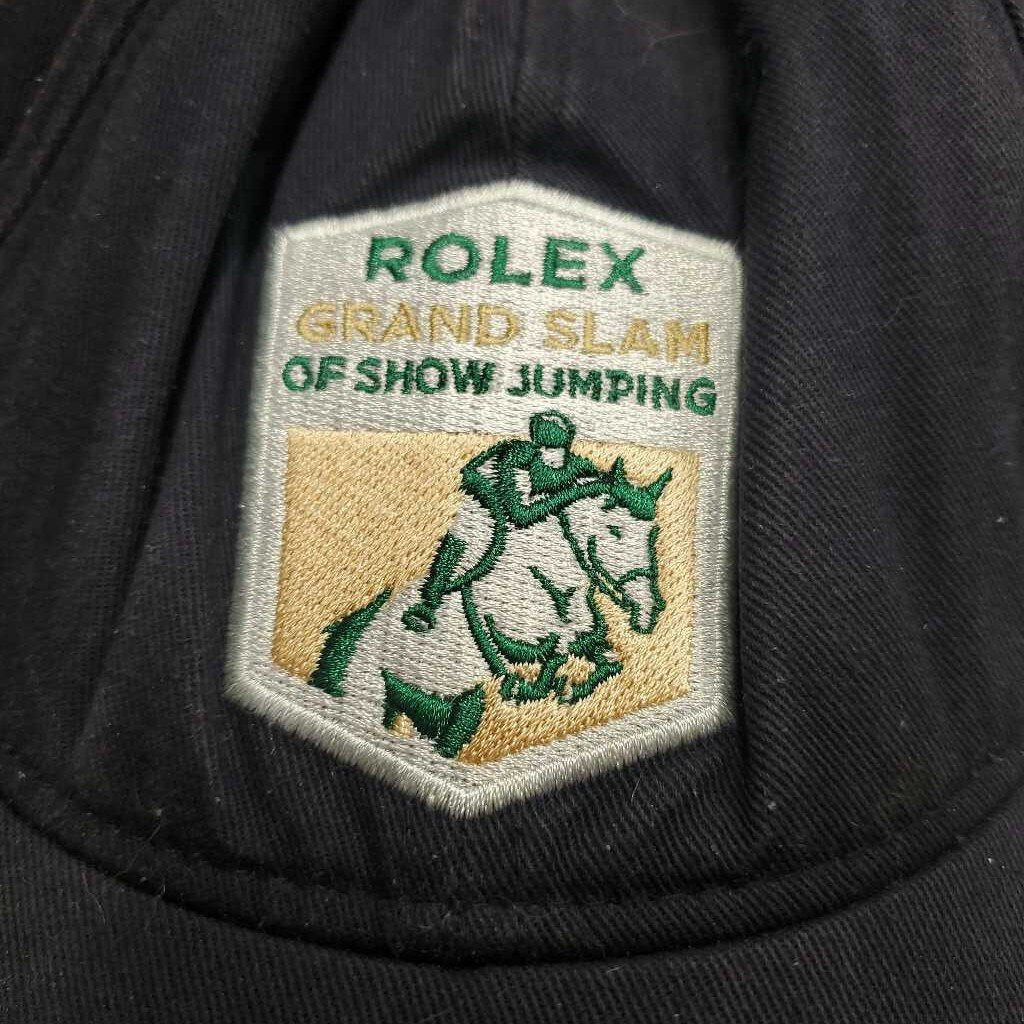 ROLEX
GRAND SLAM
OF SHOW JUMPING